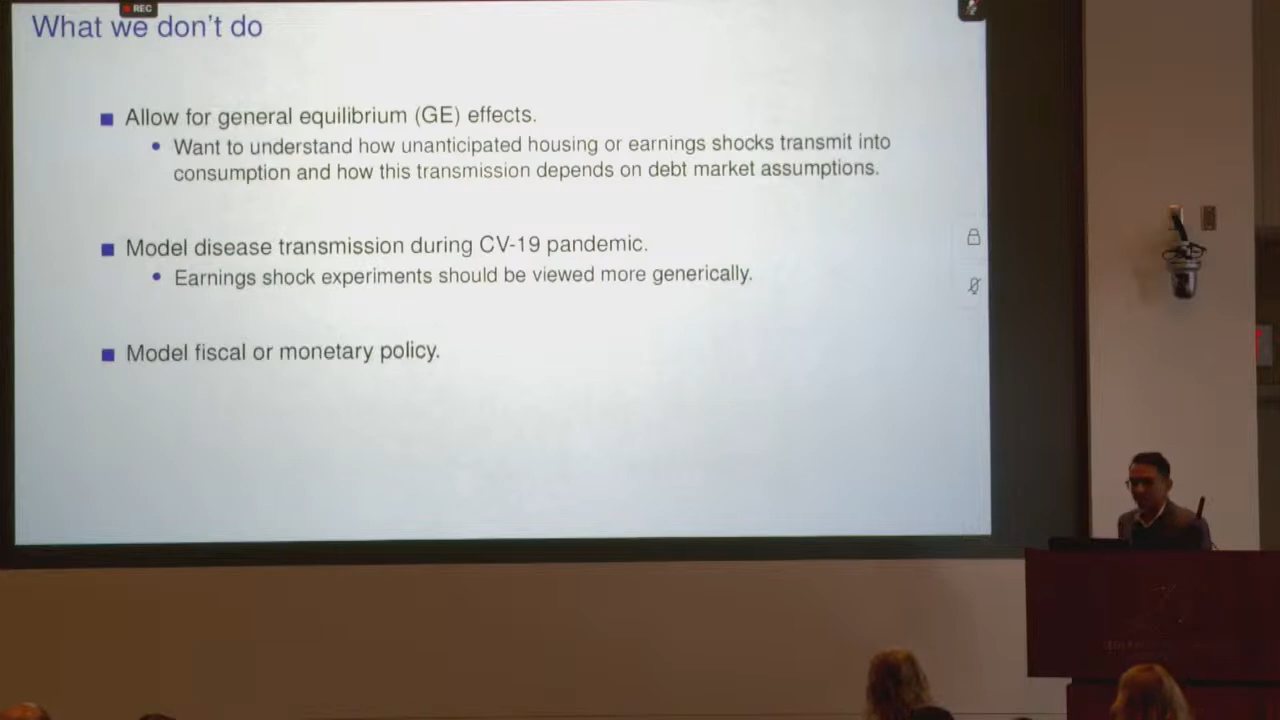 REC
What we don't do
Allow for general equilibrium (GE) effects.
Want to understand how unanticipated housing or earnings shocks transmit into
consumption and how this transmission depends on debt market assumptions.
Model disease transmission during CV-19 pandemic.
Earnings shock experiments should be viewed more generically.
Model fiscal or monetary policy.